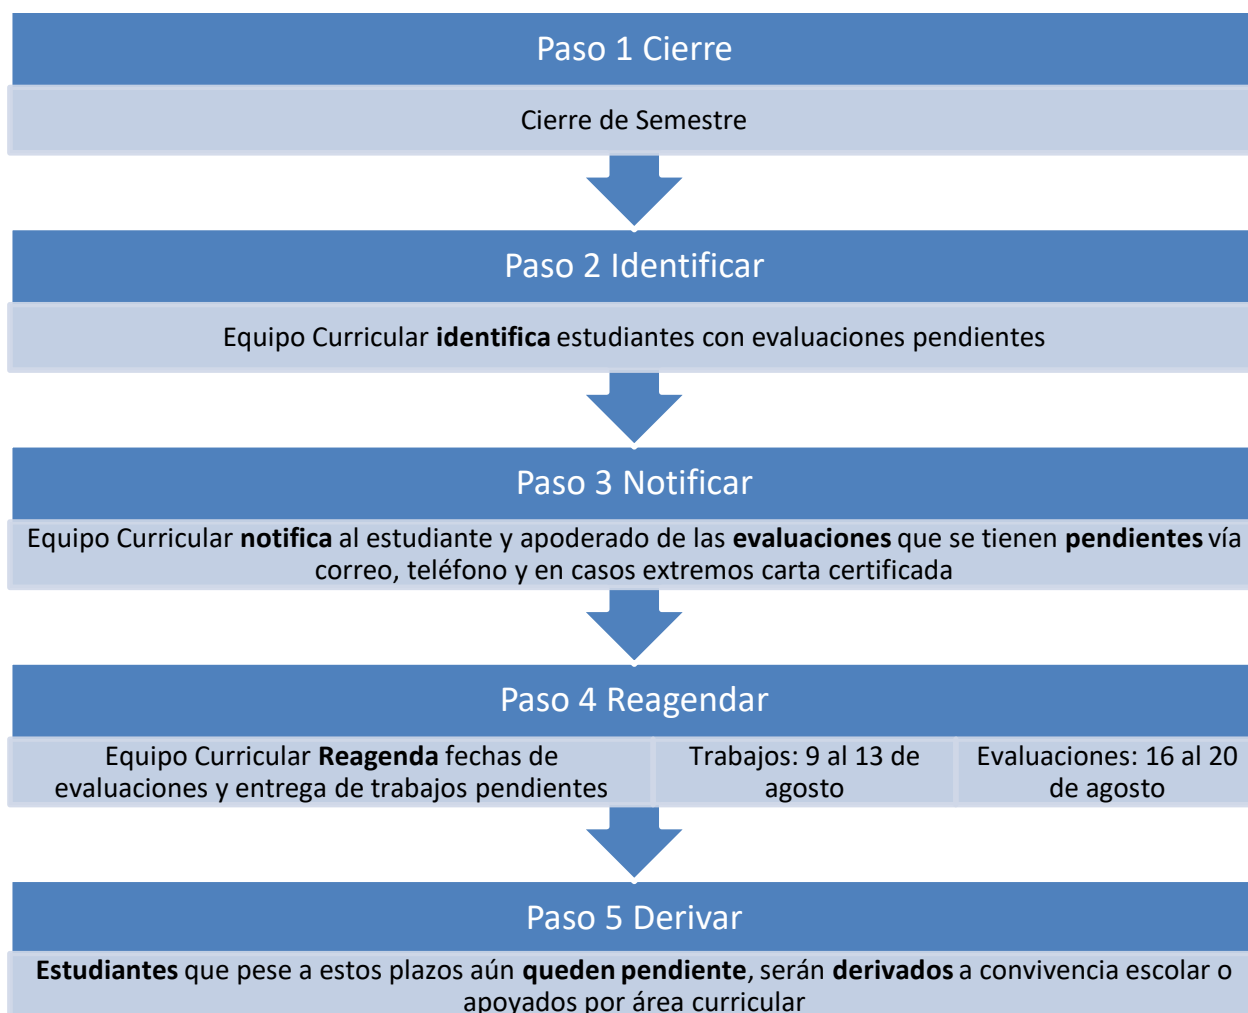 Paso 1 Cierre
Cierre de Semestre
Paso 2 Identificar
Equipo Curricular identifica estudiantes con evaluaciones pendientes
Paso 3 Notificar
Equipo Curricular notifica al estudiante y apoderado de las evaluaciones que se tienen pendientes vía
correo, teléfono y en casos extremos carta certificada
Paso 4 Reagendar
Equipo Curricular Reagenda fechas de
evaluaciones y entrega de trabajos pendientes
Trabajos: 9 al 13 de
agosto
Evaluaciones: 16 al 20
de agosto
Paso 5 Derivar
Estudiantes que pese a estos plazos aún queden pendiente, serán derivados a convivencia escolar o
apoyados por área curricular